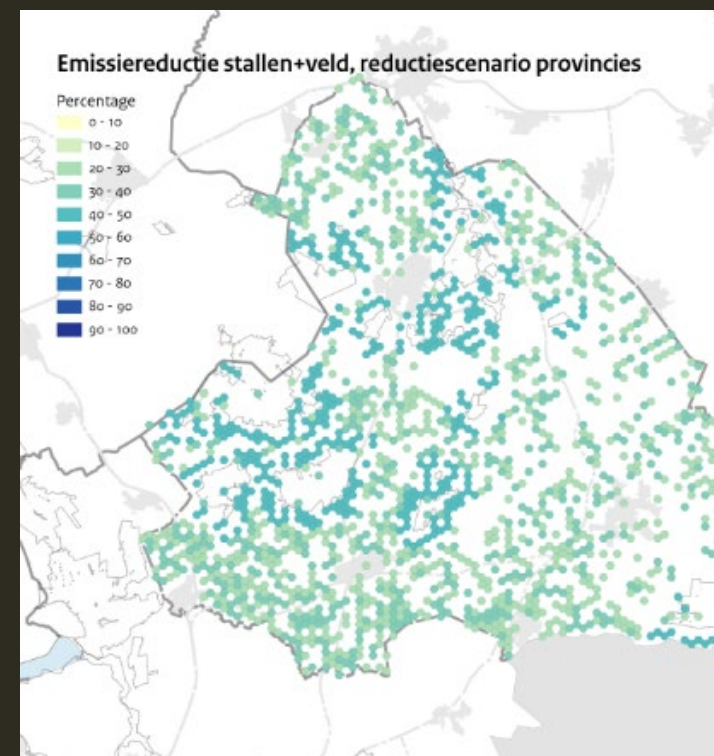 Emissiereductie stallen+veld, reductiescenario provincies
Percentage
0 - 10
10 - 20
20 - 30
30 - 40
40 - 50
50 - 60
60 - 70
70 - 80
80 - 90
90 - 100